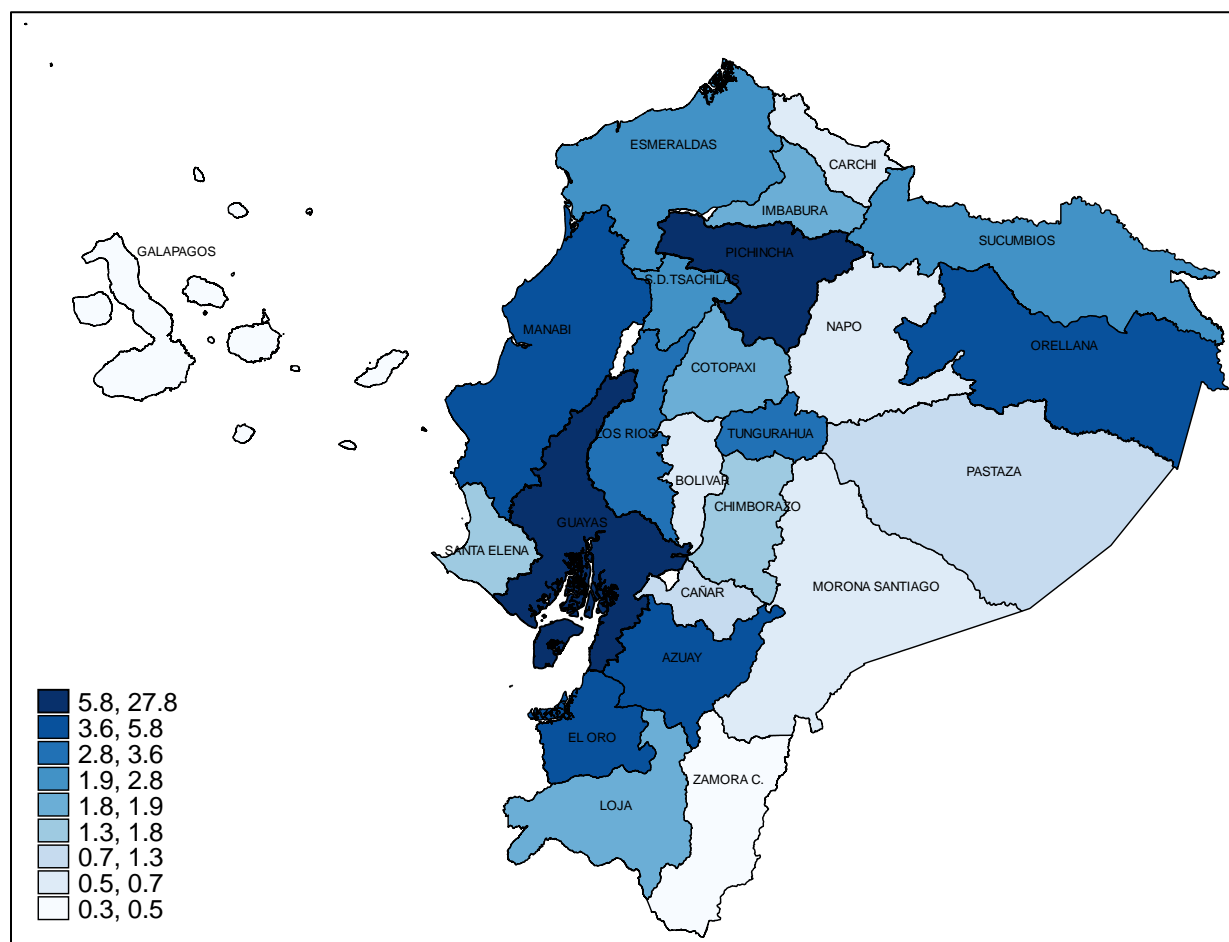 ESMERALDAS
CARCHI
IMBABURA
GALAPAGOS
SUCUMBIOS
PICHINCHA
S.D.TSACHILAS
MANABI
NAPO
ORELLANA
COTOPAXI
LOS RIOS
TUNGURAHUA
PASTAZA
BOLIVAR
CHIMBORAZO
GUAYAS
SANTA ELENA
MORONA SANTIAGO
CAÑAR
AZUAY
EL ORO
ZAMORA C.
LOJA
5.8, 27.8
3.6, 5.8
2.8, 3.6
1.9, 2.8
1.8, 1.9
1.3, 1.8
0.7, 1.3
0.5, 0.7
0.3, 0.5